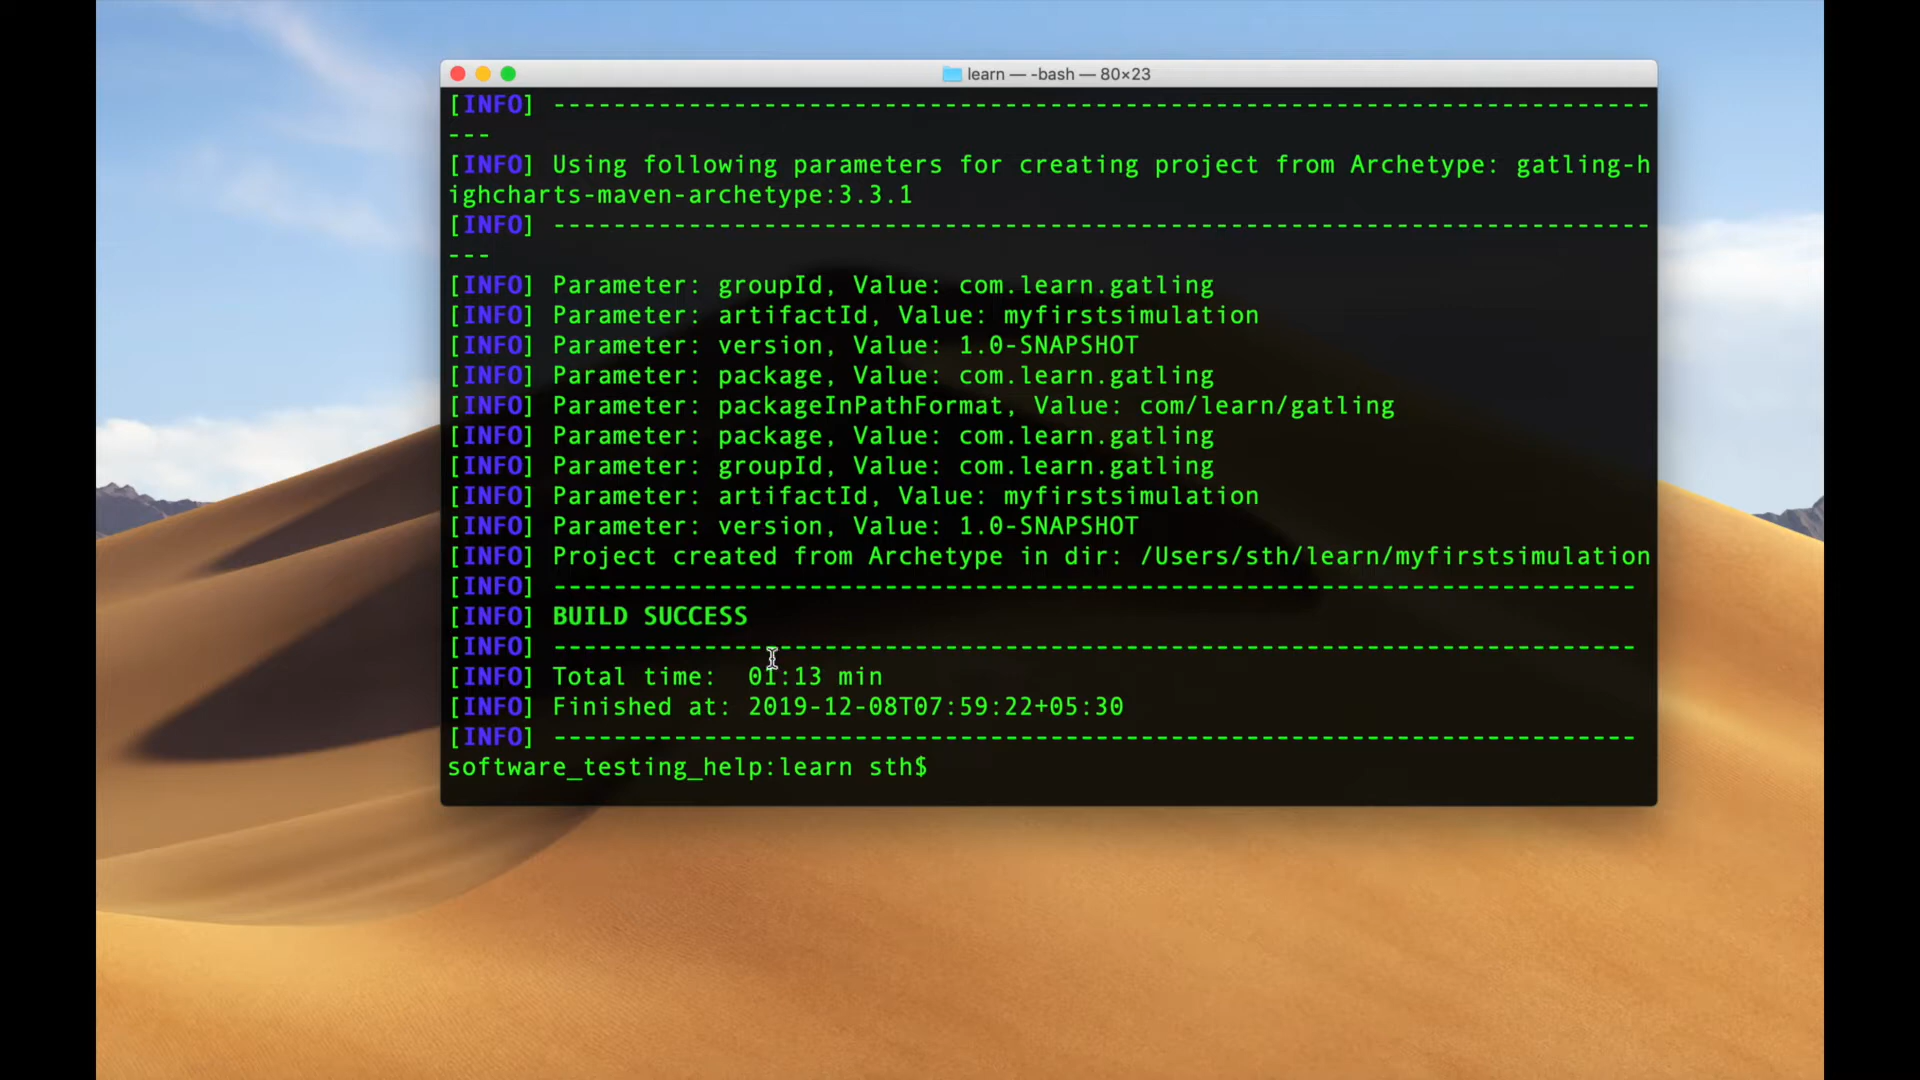 learn — -bash — 80×23
[INFO] -------------------------------------------------------------------------
---
[INFO] Using following parameters for creating project from Archetype: gatling-h
ighcharts-maven-archetype:3.3.1
[INFO] -------------------------------------------------------------------------
---
[INFO] Parameter: groupId, Value: com.learn.gatling
[INFO] Parameter: artifactId, Value: myfirstsimulation
[INFO] Parameter: version, Value: 1.0-SNAPSHOT
[INFO] Parameter: package, Value: com.learn.gatling
[INFO] Parameter: packageInPathFormat, Value: com/learn/gatling
[INFO] Parameter: package, Value: com.learn.gatling
[INFO] Parameter: groupId, Value: com.learn.gatling
[INFO] Parameter: artifactId, Value: myfirstsimulation
[INFO] Parameter: version, Value: 1.0-SNAPSHOT
[INFO] Project created from Archetype in dir: /Users/sth/learn/myfirstsimulation
[INFO] ------------------------------------------------------------------------
[INFO] BUILD SUCCESS
[INFO] ------------------------------------------------------------------------
[INFO] Total time:  01:13 min
[INFO] Finished at: 2019-12-08T07:59:22+05:30
[INFO] ------------------------------------------------------------------------
software_testing_help:learn sth$